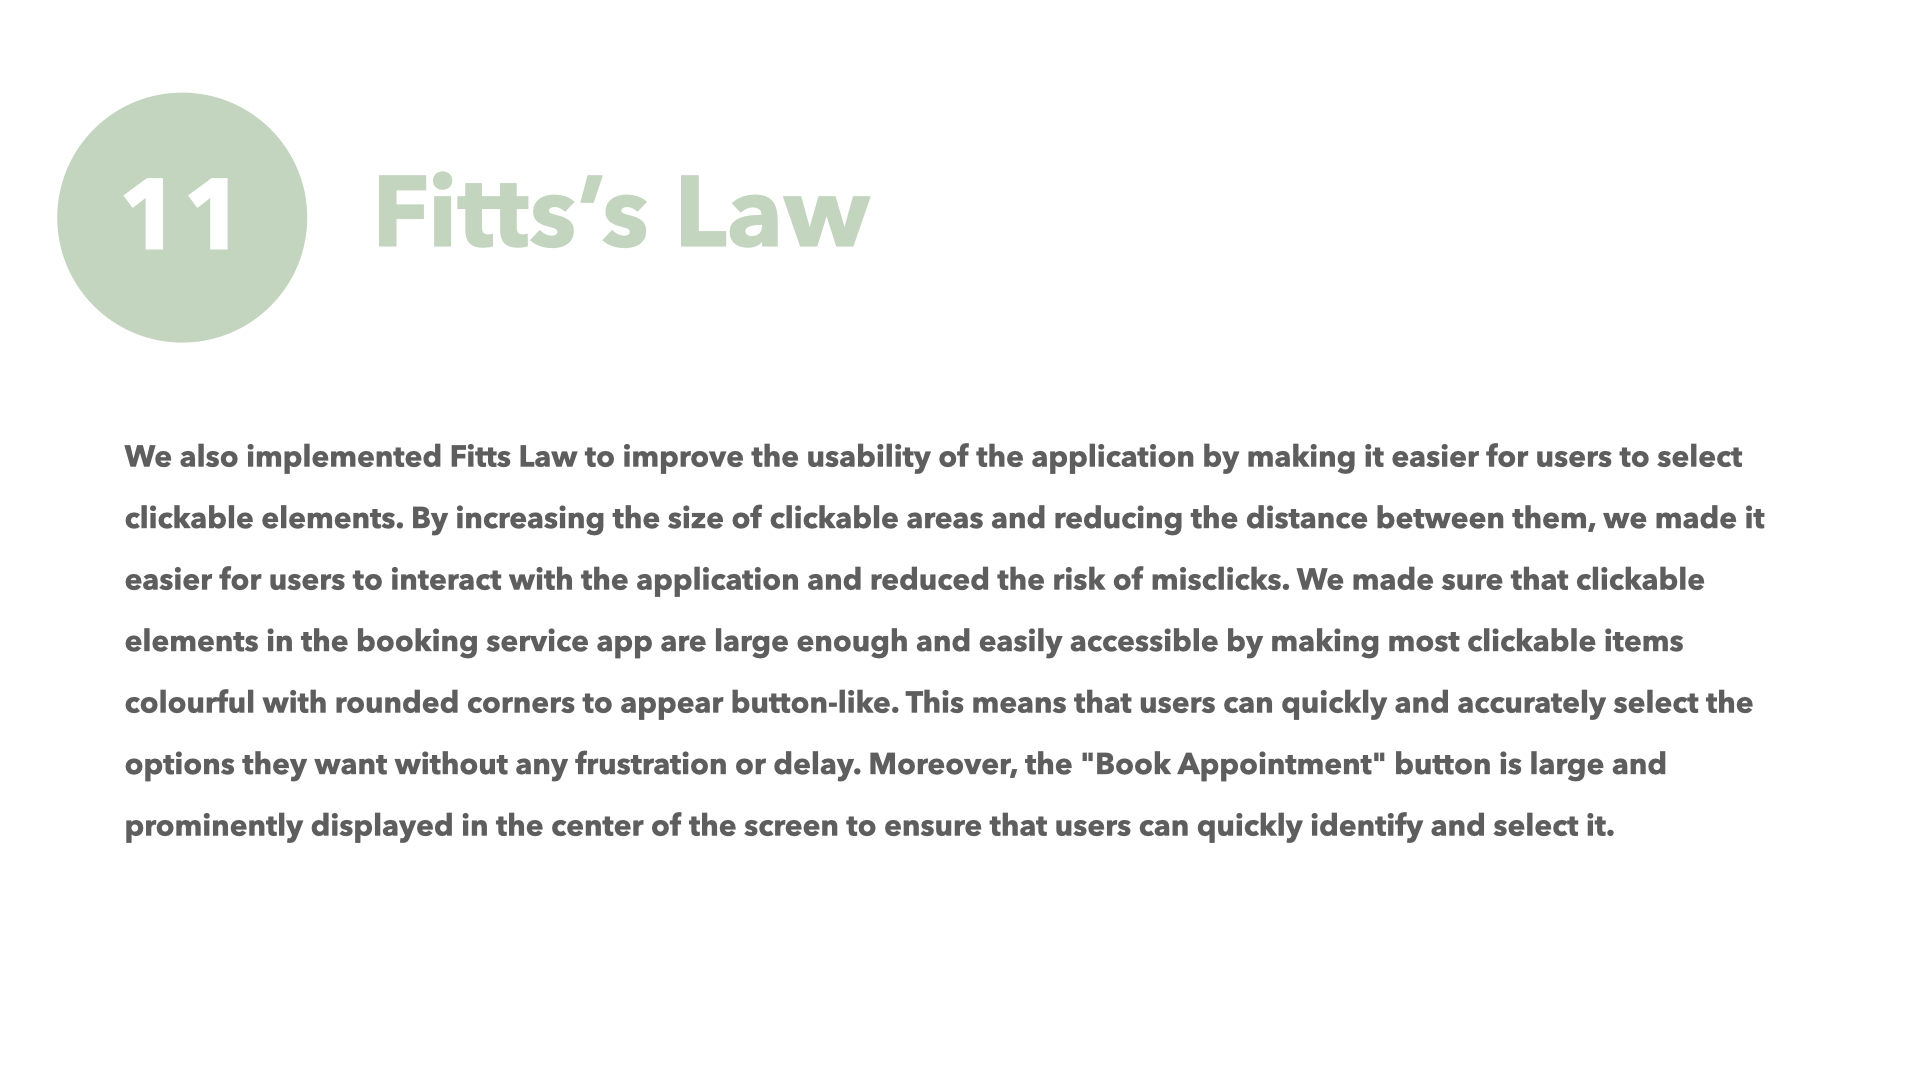 11
Fitts’s Law
We also implemented Fitts Law to improve the usability of the application by making it easier for users to select
clickable elements. By increasing the size of clickable areas and reducing the distance between them, we made it
easier for users to interact with the application and reduced the risk of misclicks. We made sure that clickable
elements in the booking service app are large enough and easily accessible by making most clickable items
colourful with rounded corners to appear button-like. This means that users can quickly and accurately select the
options they want without any frustration or delay. Moreover, the "Book Appointment" button is large and
prominently displayed in the center of the screen to ensure that users can quickly identify and select it.